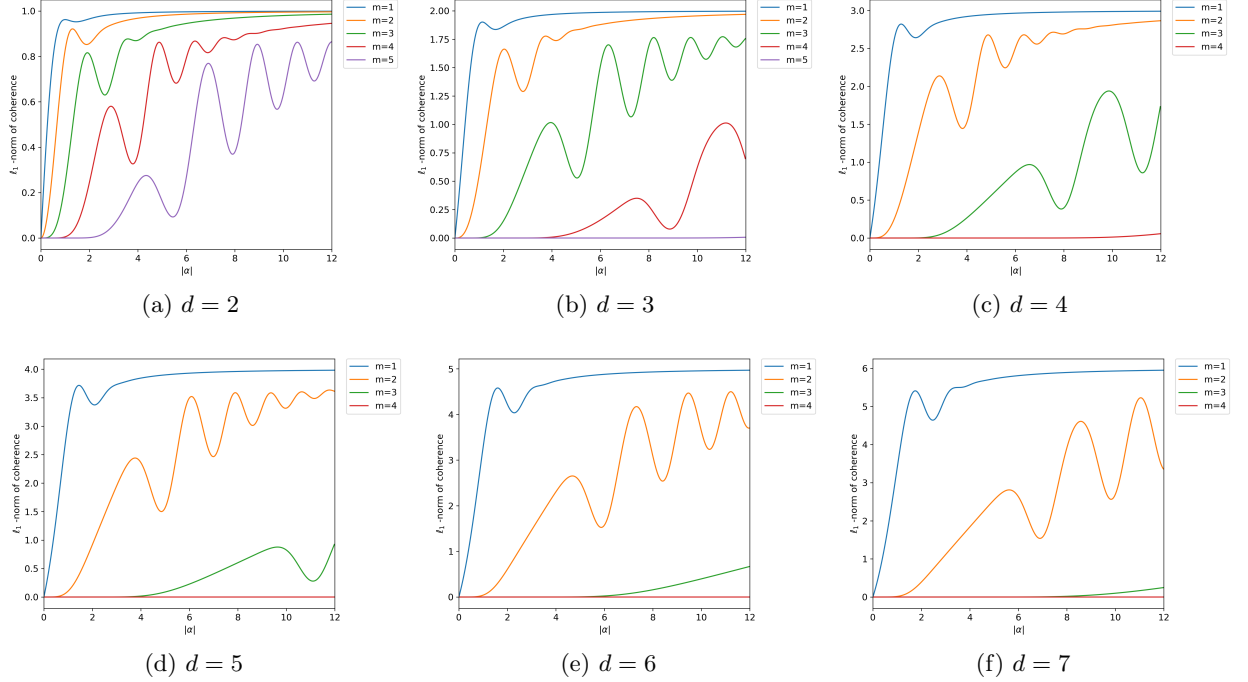 1.0
0.8
0.6
0.4
0.2
0.0
0 2 4 6 8 10 12
|α|
ℓ₁ -norm of coherence
m=1
m=2
m=3
m=4
m=5
(a) d = 2
2.00
1.75
1.50
1.25
1.00
0.75
0.50
0.25
0.00
0 2 4 6 8 10 12
|α|
ℓ₁ -norm of coherence
m=1
m=2
m=3
m=4
m=5
(b) d = 3
3.0
2.5
2.0
1.5
1.0
0.5
0.0
0 2 4 6 8 10 12
|α|
ℓ₁ -norm of coherence
m=1
m=2
m=3
m=4
(c) d = 4
4.0
3.5
3.0
2.5
2.0
1.5
1.0
0.5
0.0
0 2 4 6 8 10 12
|α|
ℓ₁ -norm of coherence
m=1
m=2
m=3
m=4
(d) d = 5
5
4
3
2
1
0
0 2 4 6 8 10 12
|α|
ℓ₁ -norm of coherence
m=1
m=2
m=3
m=4
(e) d = 6
6
5
4
3
2
1
0
0 2 4 6 8 10 12
|α|
ℓ₁ -norm of coherence
m=1
m=2
m=3
m=4
(f) d = 7